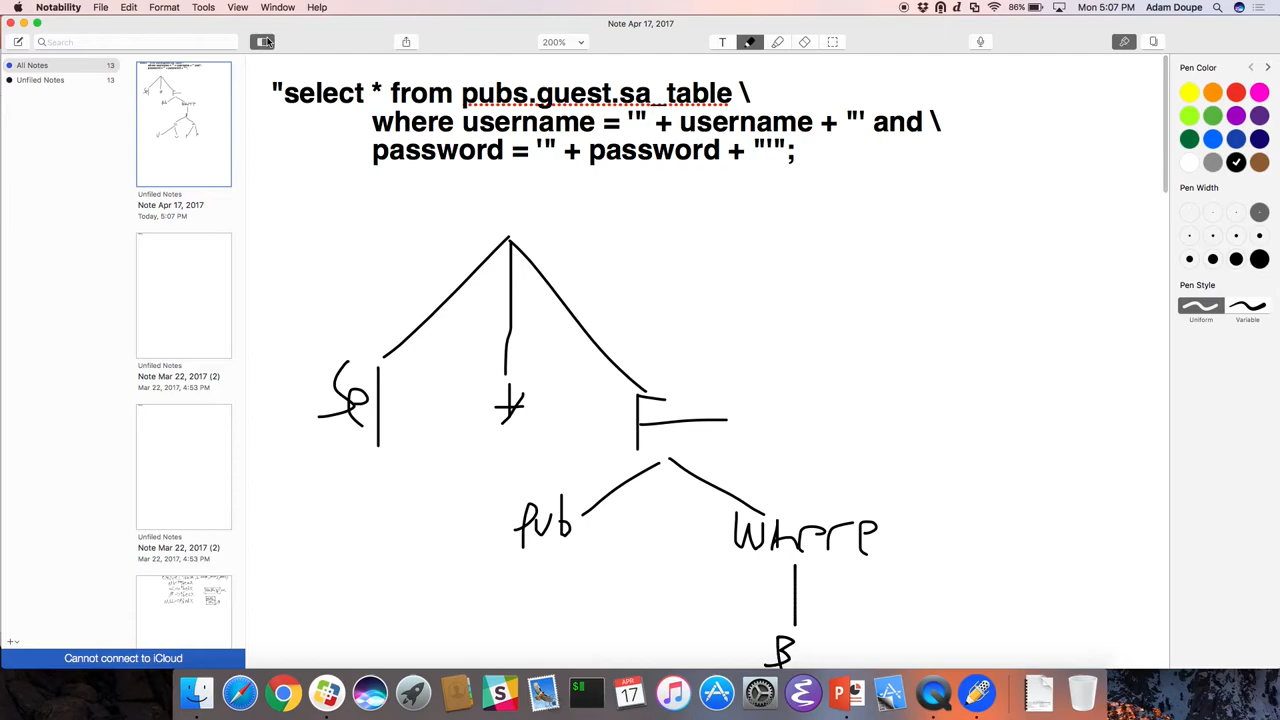 Notability File Edit Format Tools View Window Help 86% Mon 5:07 PM Adam Doupe
Note Apr 17, 2017
Search
200%
T
All Notes 13
Unfiled Notes 13
Unfiled Notes
Note Apr 17, 2017
Today, 5:07 PM
Unfiled Notes
Note Mar 22, 2017 (2)
Mar 22, 2017, 4:53 PM
Unfiled Notes
Note Mar 22, 2017 (2)
Mar 22, 2017, 4:53 PM
Cannot connect to iCloud
"select * from pubs.guest.sa_table \
where username = '" + username + "' and \
password = '" + password + "'";
Sel
*
F
Pub
Where
B
Pen Color
Pen Width
Pen Style
Uniform Variable
APR
17